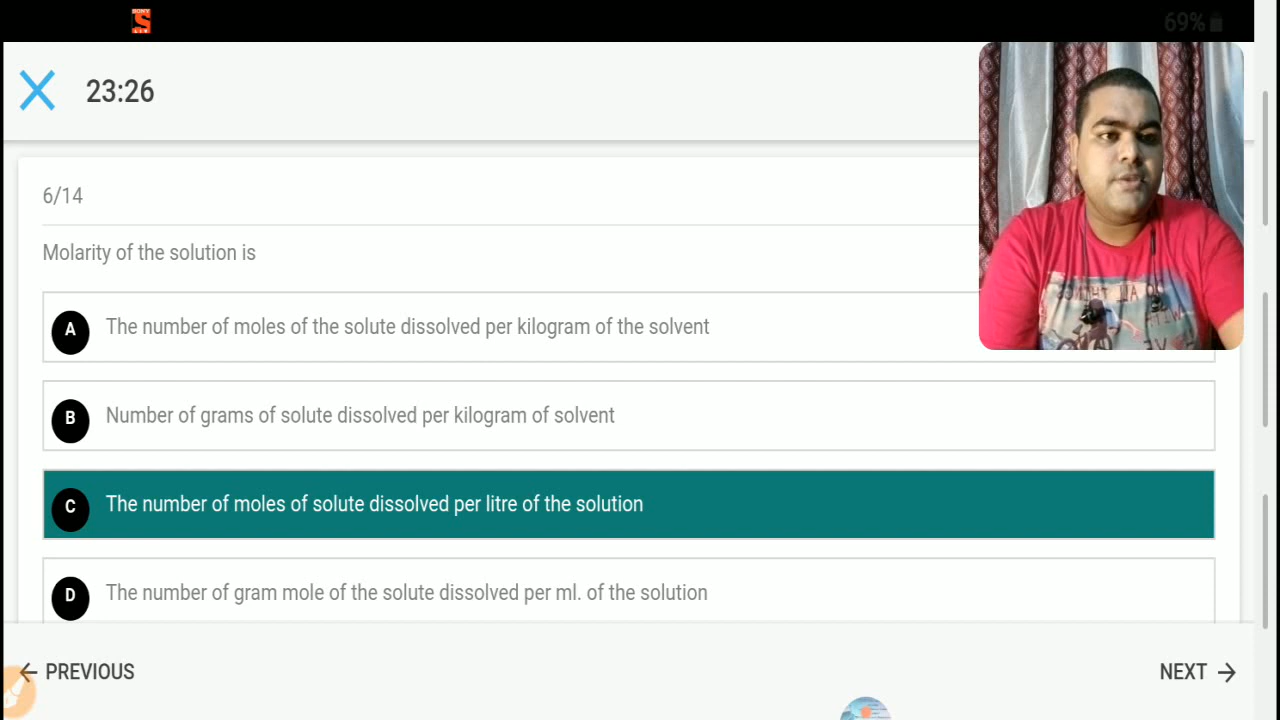 69%
23:26
6/14
Molarity of the solution is
A The number of moles of the solute dissolved per kilogram of the solvent
B Number of grams of solute dissolved per kilogram of solvent
C The number of moles of solute dissolved per litre of the solution
D The number of gram mole of the solute dissolved per ml. of the solution
← PREVIOUS
NEXT →